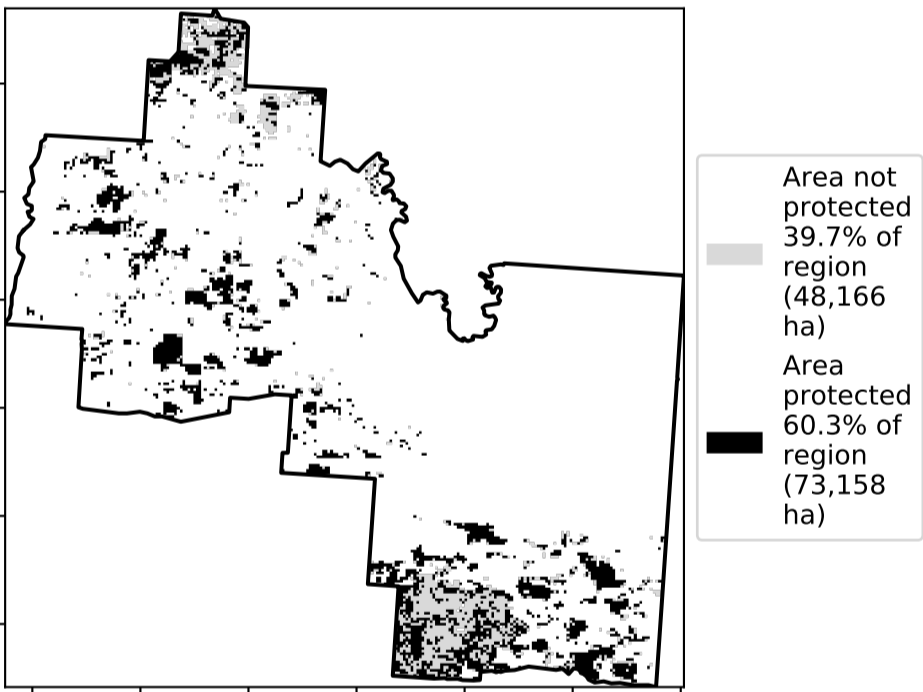 Area not
protected
39.7% of
region
(48,166
ha)
Area
protected
60.3% of
region
(73,158
ha)